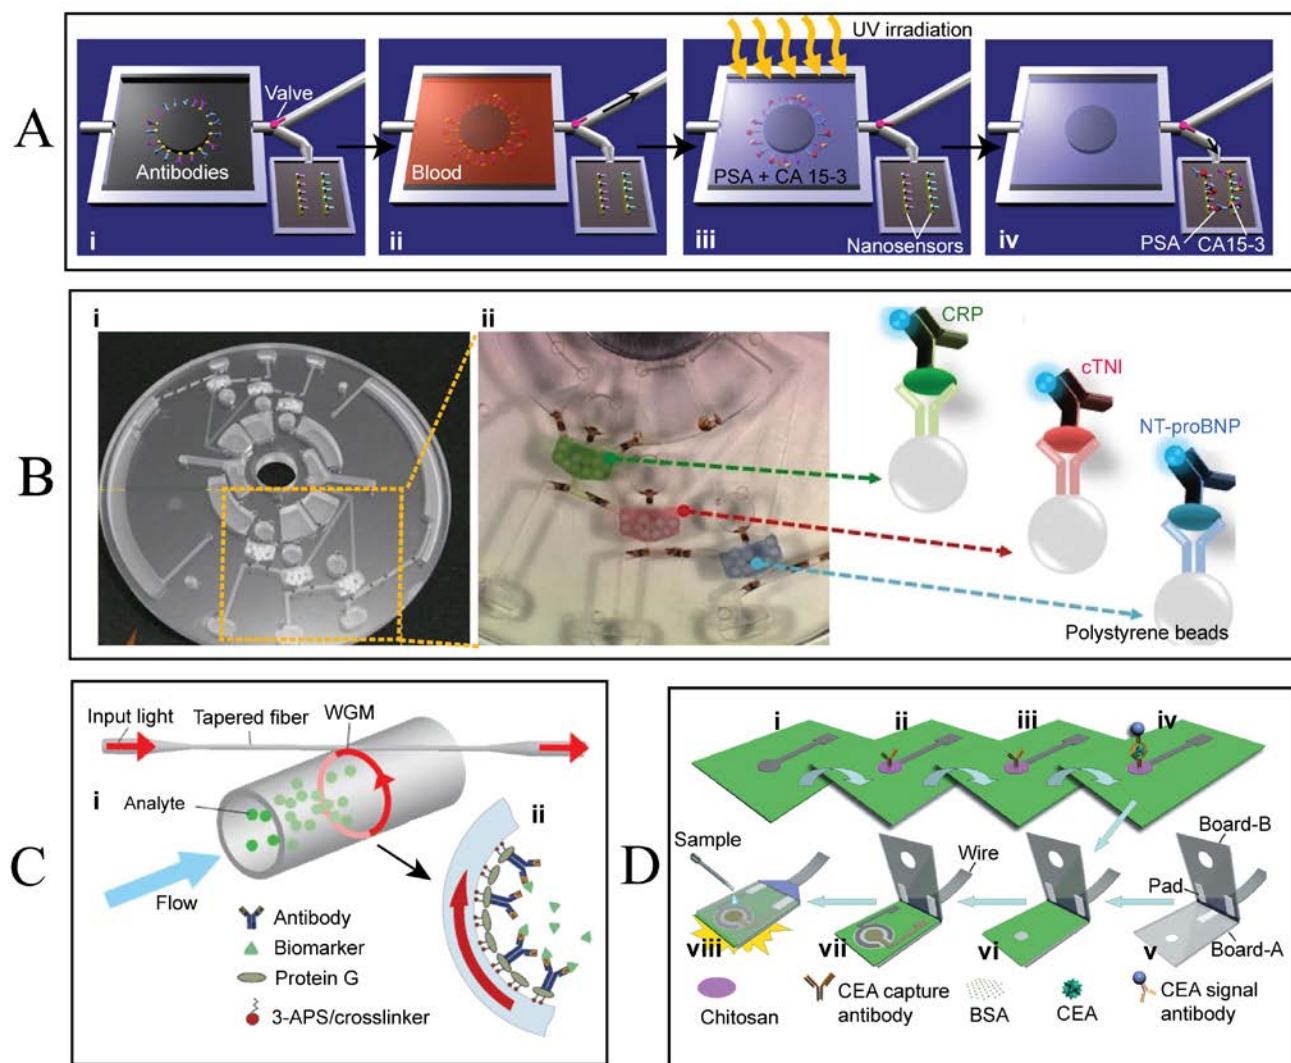 A
Valve
Antibodies
i
Blood
ii
UV irradiation
PSA + CA 15-3
Nanosensors
iii
PSA CA15-3
iv
B
i
ii
CRP
cTNI
NT-proBNP
Polystyrene beads
C
Input light
Tapered fiber
WGM
i
Analyte
Flow
ii
Antibody
Biomarker
Protein G
3-APS/crosslinker
D
i
ii
iii
iv
Sample
Wire
Board-B
Pad
Board-A
viii
vii
vi
v
Chitosan
CEA capture
antibody
BSA
CEA
CEA signal
antibody